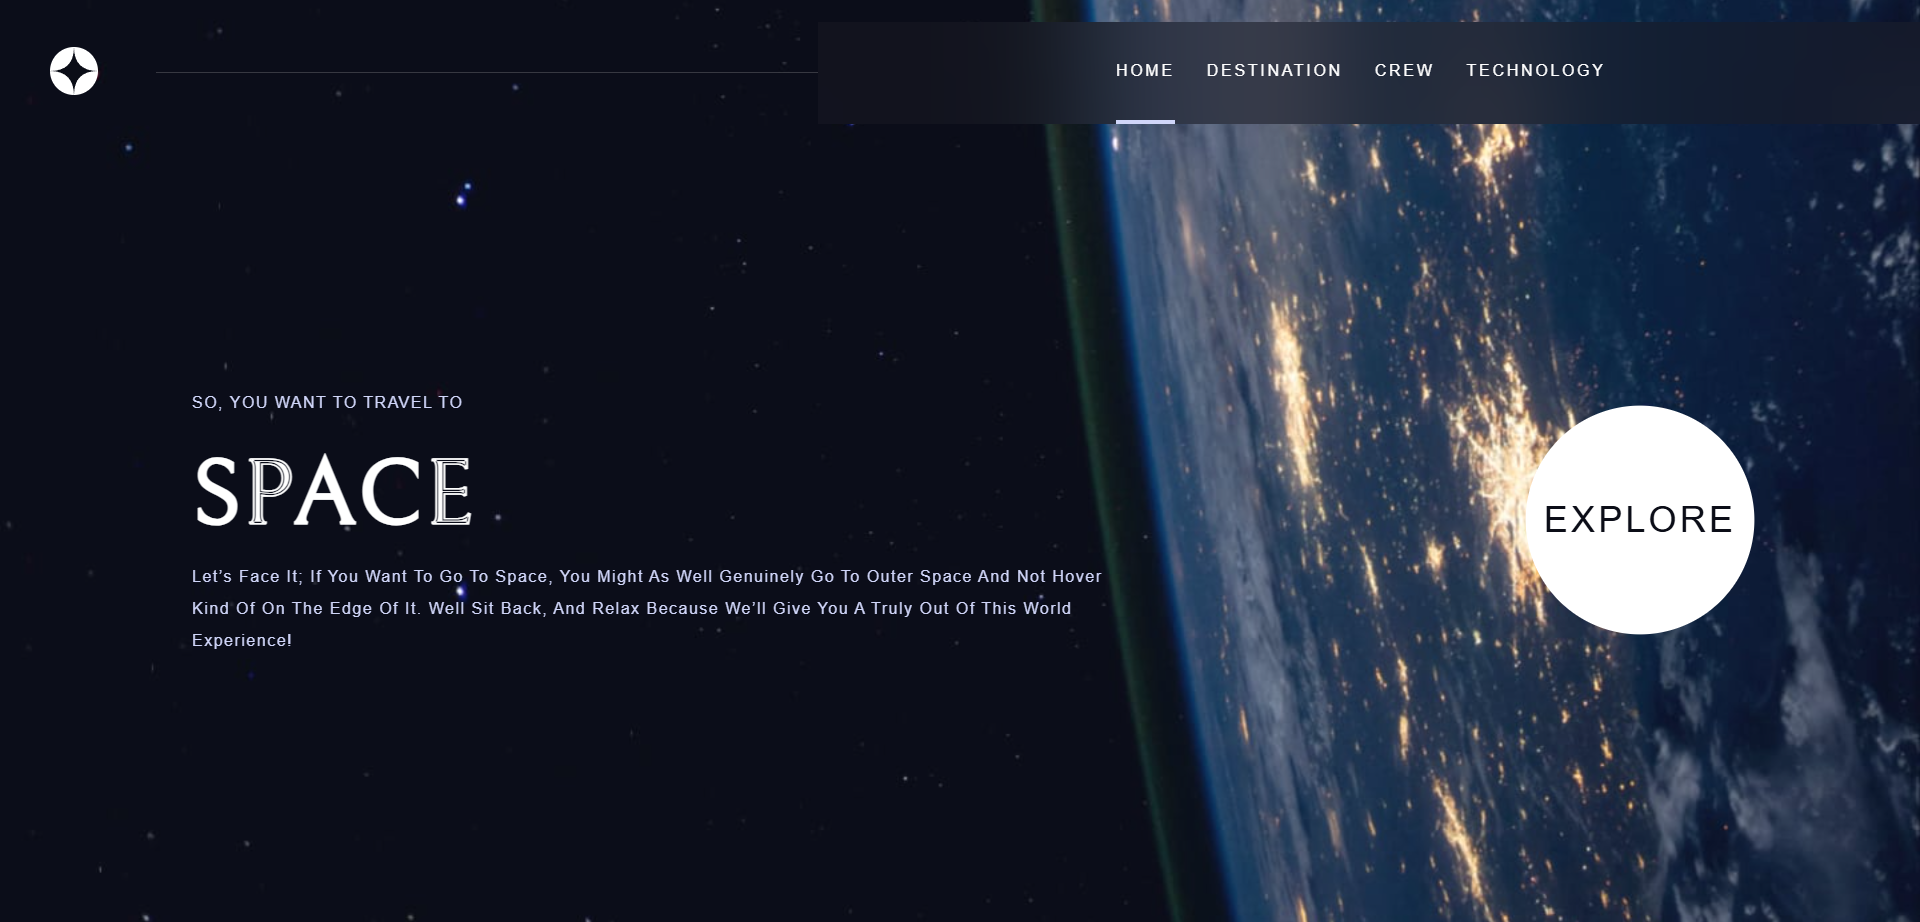 HOME DESTINATION CREW TECHNOLOGY
SO, YOU WANT TO TRAVEL TO
SPACE
Let’s Face It; If You Want To Go To Space, You Might As Well Genuinely Go To Outer Space And Not Hover
Kind Of On The Edge Of It. Well Sit Back, And Relax Because We’ll Give You A Truly Out Of This World
Experience!
EXPLORE